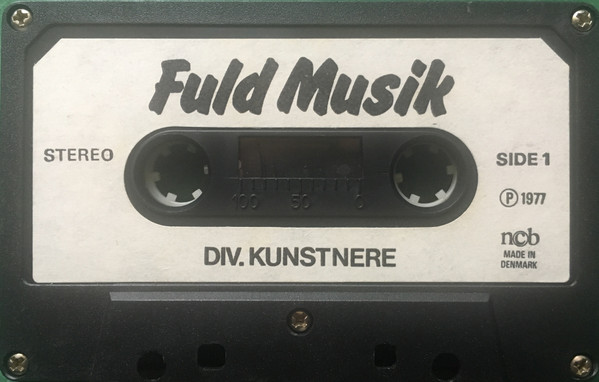 Fuld Musik
STEREO
SIDE 1
Ⓟ 1977
100 50 0
ncb
MADE IN
DENMARK
DIV. KUNSTNERE